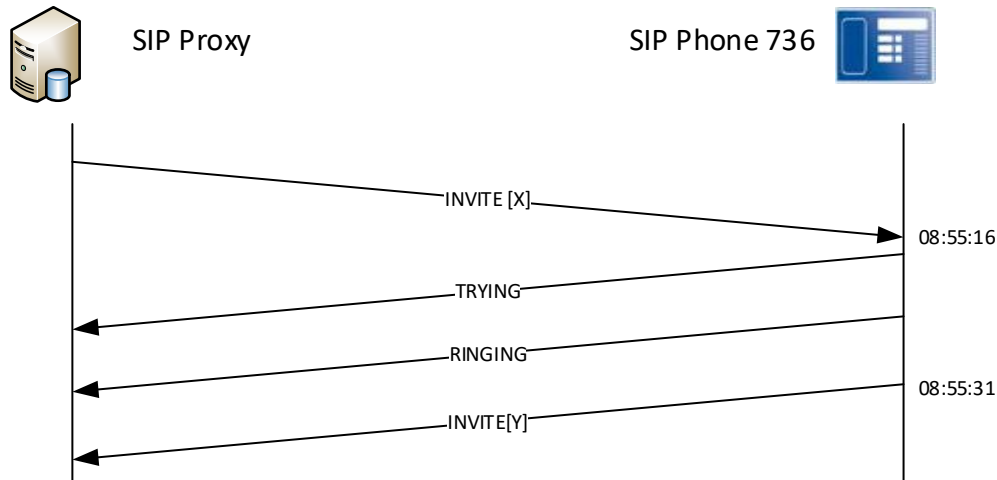 SIP Proxy
SIP Phone 736
INVITE [X]
08:55:16
TRYING
RINGING
08:55:31
INVITE[Y]